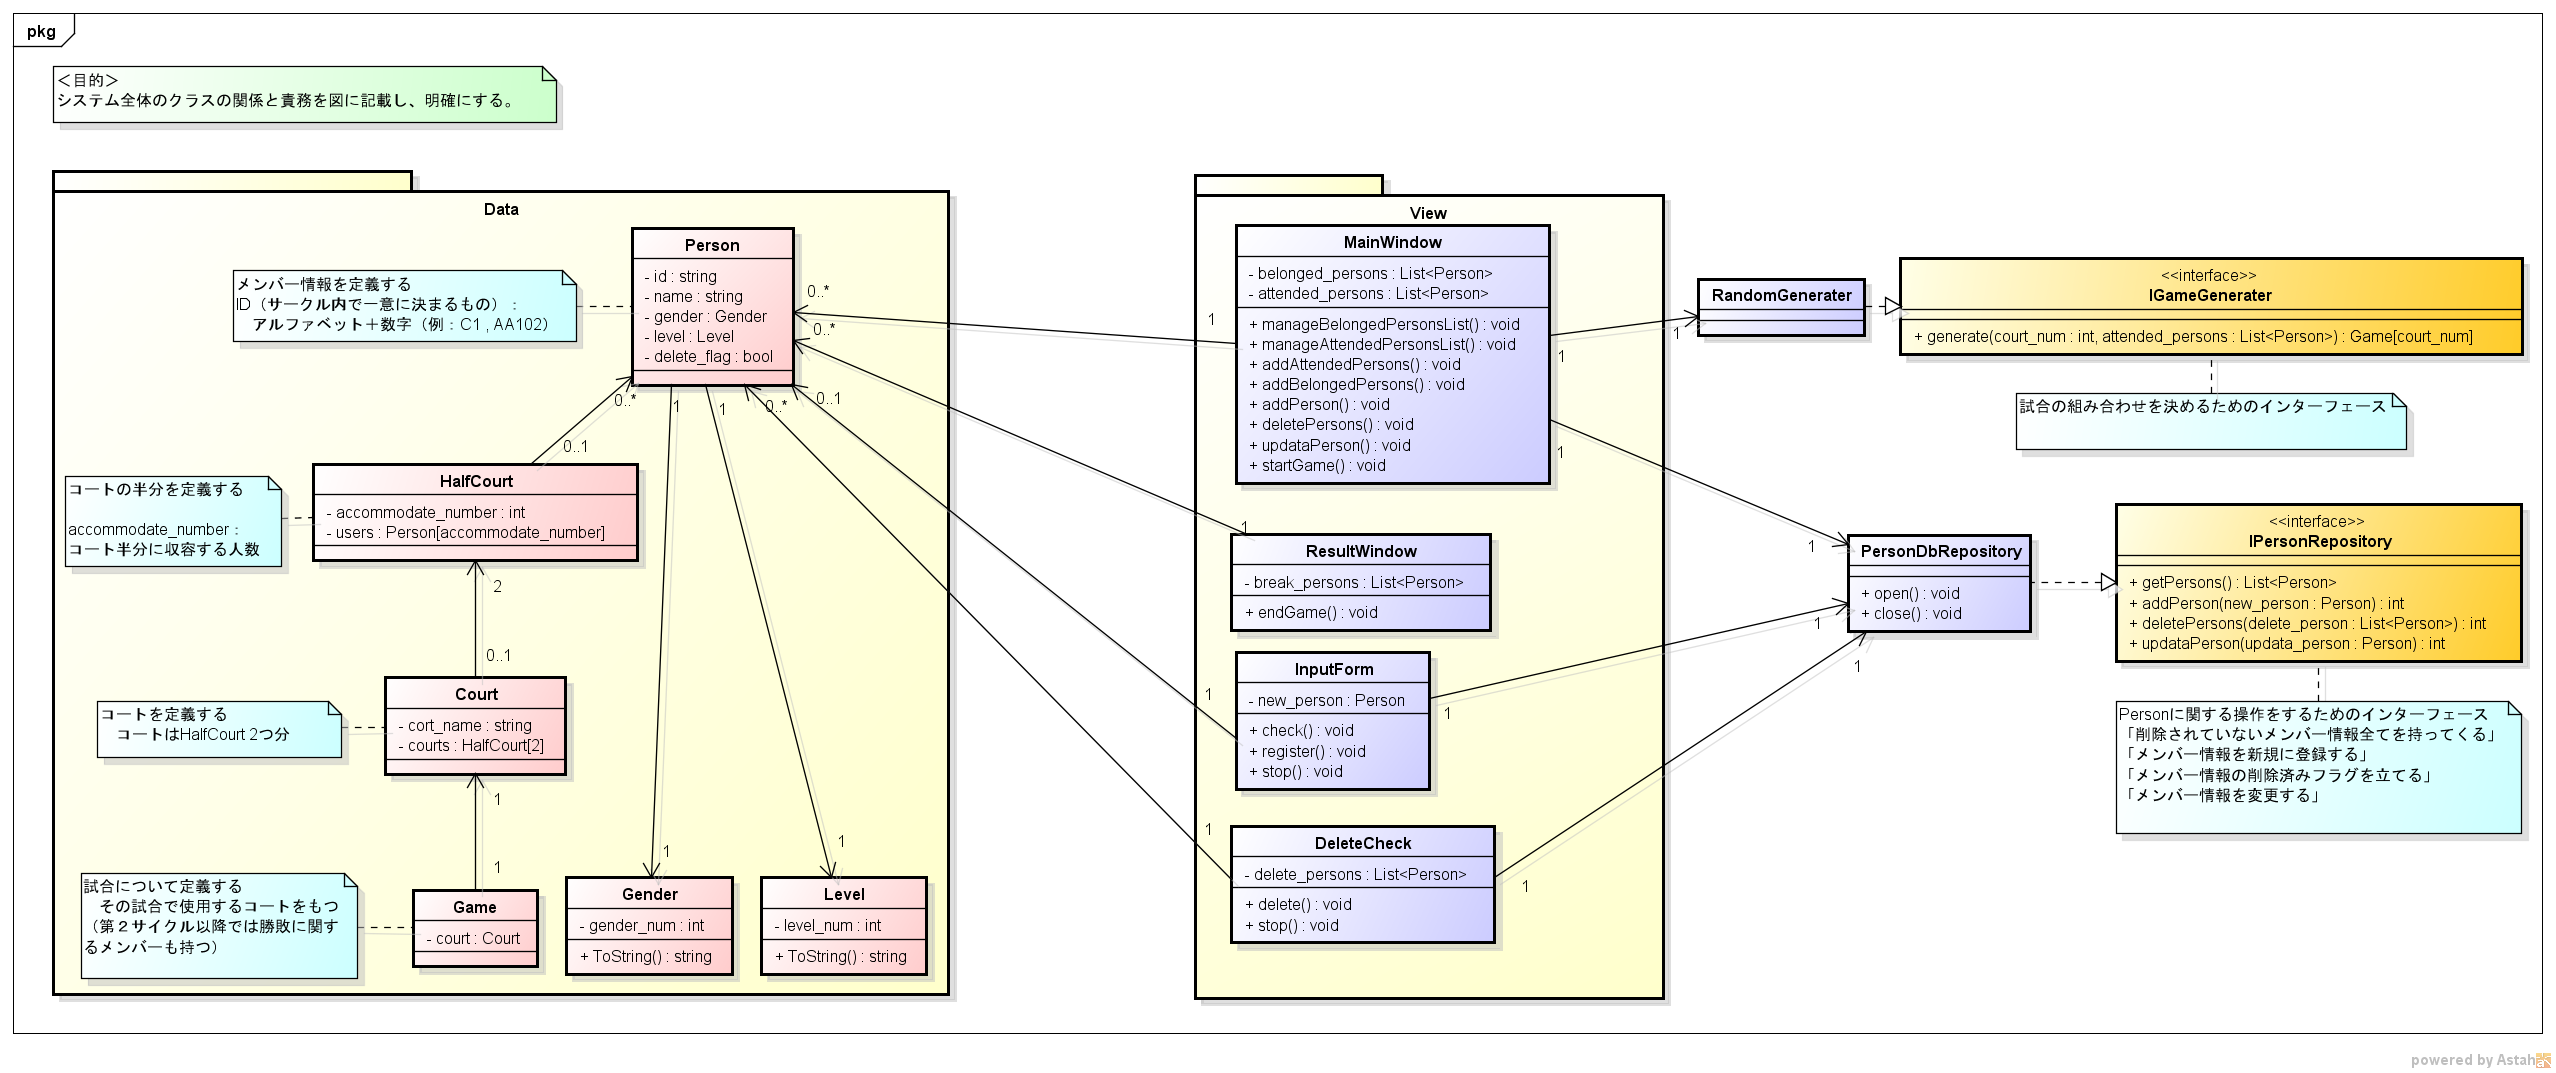 pkg
＜目的＞
システム全体のクラスの関係と責務を図に記載し、明確にする。
Data
Person
- id : string
- name : string
- gender : Gender
- level : Level
- delete_flag : bool
メンバー情報を定義する
ID（サークル内で一意に決まるもの）：
アルファベット＋数字（例：C1 , AA102）
0..*
0..*
0..*
1
1
0..*
0..1
0..1
HalfCourt
- accommodate_number : int
- users : Person[accommodate_number]
コートの半分を定義する
accommodate_number：
コート半分に収容する人数
2
0..1
Court
- cort_name : string
- courts : HalfCourt[2]
コートを定義する
コートはHalfCourt 2つ分
1
1
Game
- court : Court
試合について定義する
その試合で使用するコートをもつ
（第２サイクル以降では勝敗に関す
るメンバーも持つ）
1
Gender
- gender_num : int
+ ToString() : string
1
Level
- level_num : int
+ ToString() : string
View
MainWindow
- belonged_persons : List<Person>
- attended_persons : List<Person>
+ manageBelongedPersonsList() : void
+ manageAttendedPersonsList() : void
+ addAttendedPersons() : void
+ addBelongedPersons() : void
+ addPerson() : void
+ deletePersons() : void
+ updataPerson() : void
+ startGame() : void
1
1
1
1
ResultWindow
- break_persons : List<Person>
+ endGame() : void
1
InputForm
- new_person : Person
+ check() : void
+ register() : void
+ stop() : void
1
1
DeleteCheck
- delete_persons : List<Person>
+ delete() : void
+ stop() : void
1
1
RandomGenerater
1
<<interface>>
IGameGenerater
+ generate(court_num : int, attended_persons : List<Person>) : Game[court_num]
試合の組み合わせを決めるためのインターフェース
PersonDbRepository
+ open() : void
+ close() : void
1
1
1
<<interface>>
IPersonRepository
+ getPersons() : List<Person>
+ addPerson(new_person : Person) : int
+ deletePersons(delete_person : List<Person>) : int
+ updataPerson(updata_person : Person) : int
Personに関する操作をするためのインターフェース
「削除されていないメンバー情報全てを持ってくる」
「メンバー情報を新規に登録する」
「メンバー情報の削除済みフラグを立てる」
「メンバー情報を変更する」
powered by Astah